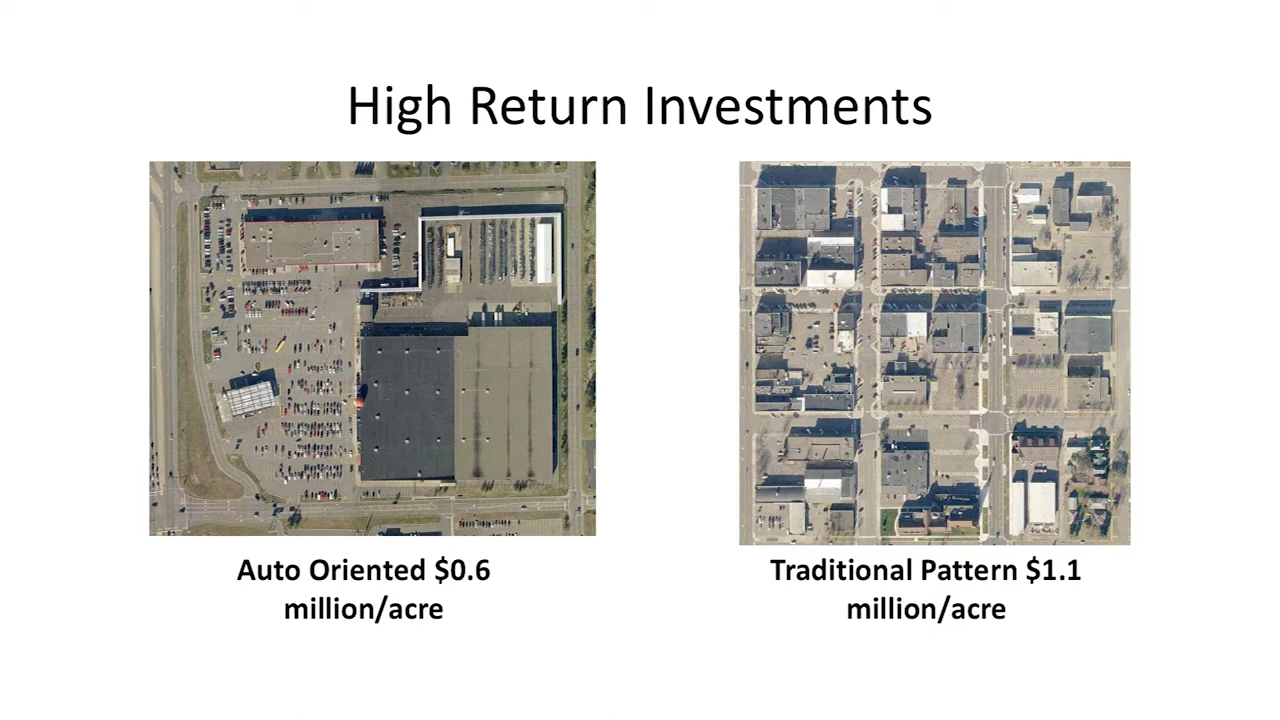 High Return Investments
Auto Oriented $0.6
million/acre
Traditional Pattern $1.1
million/acre